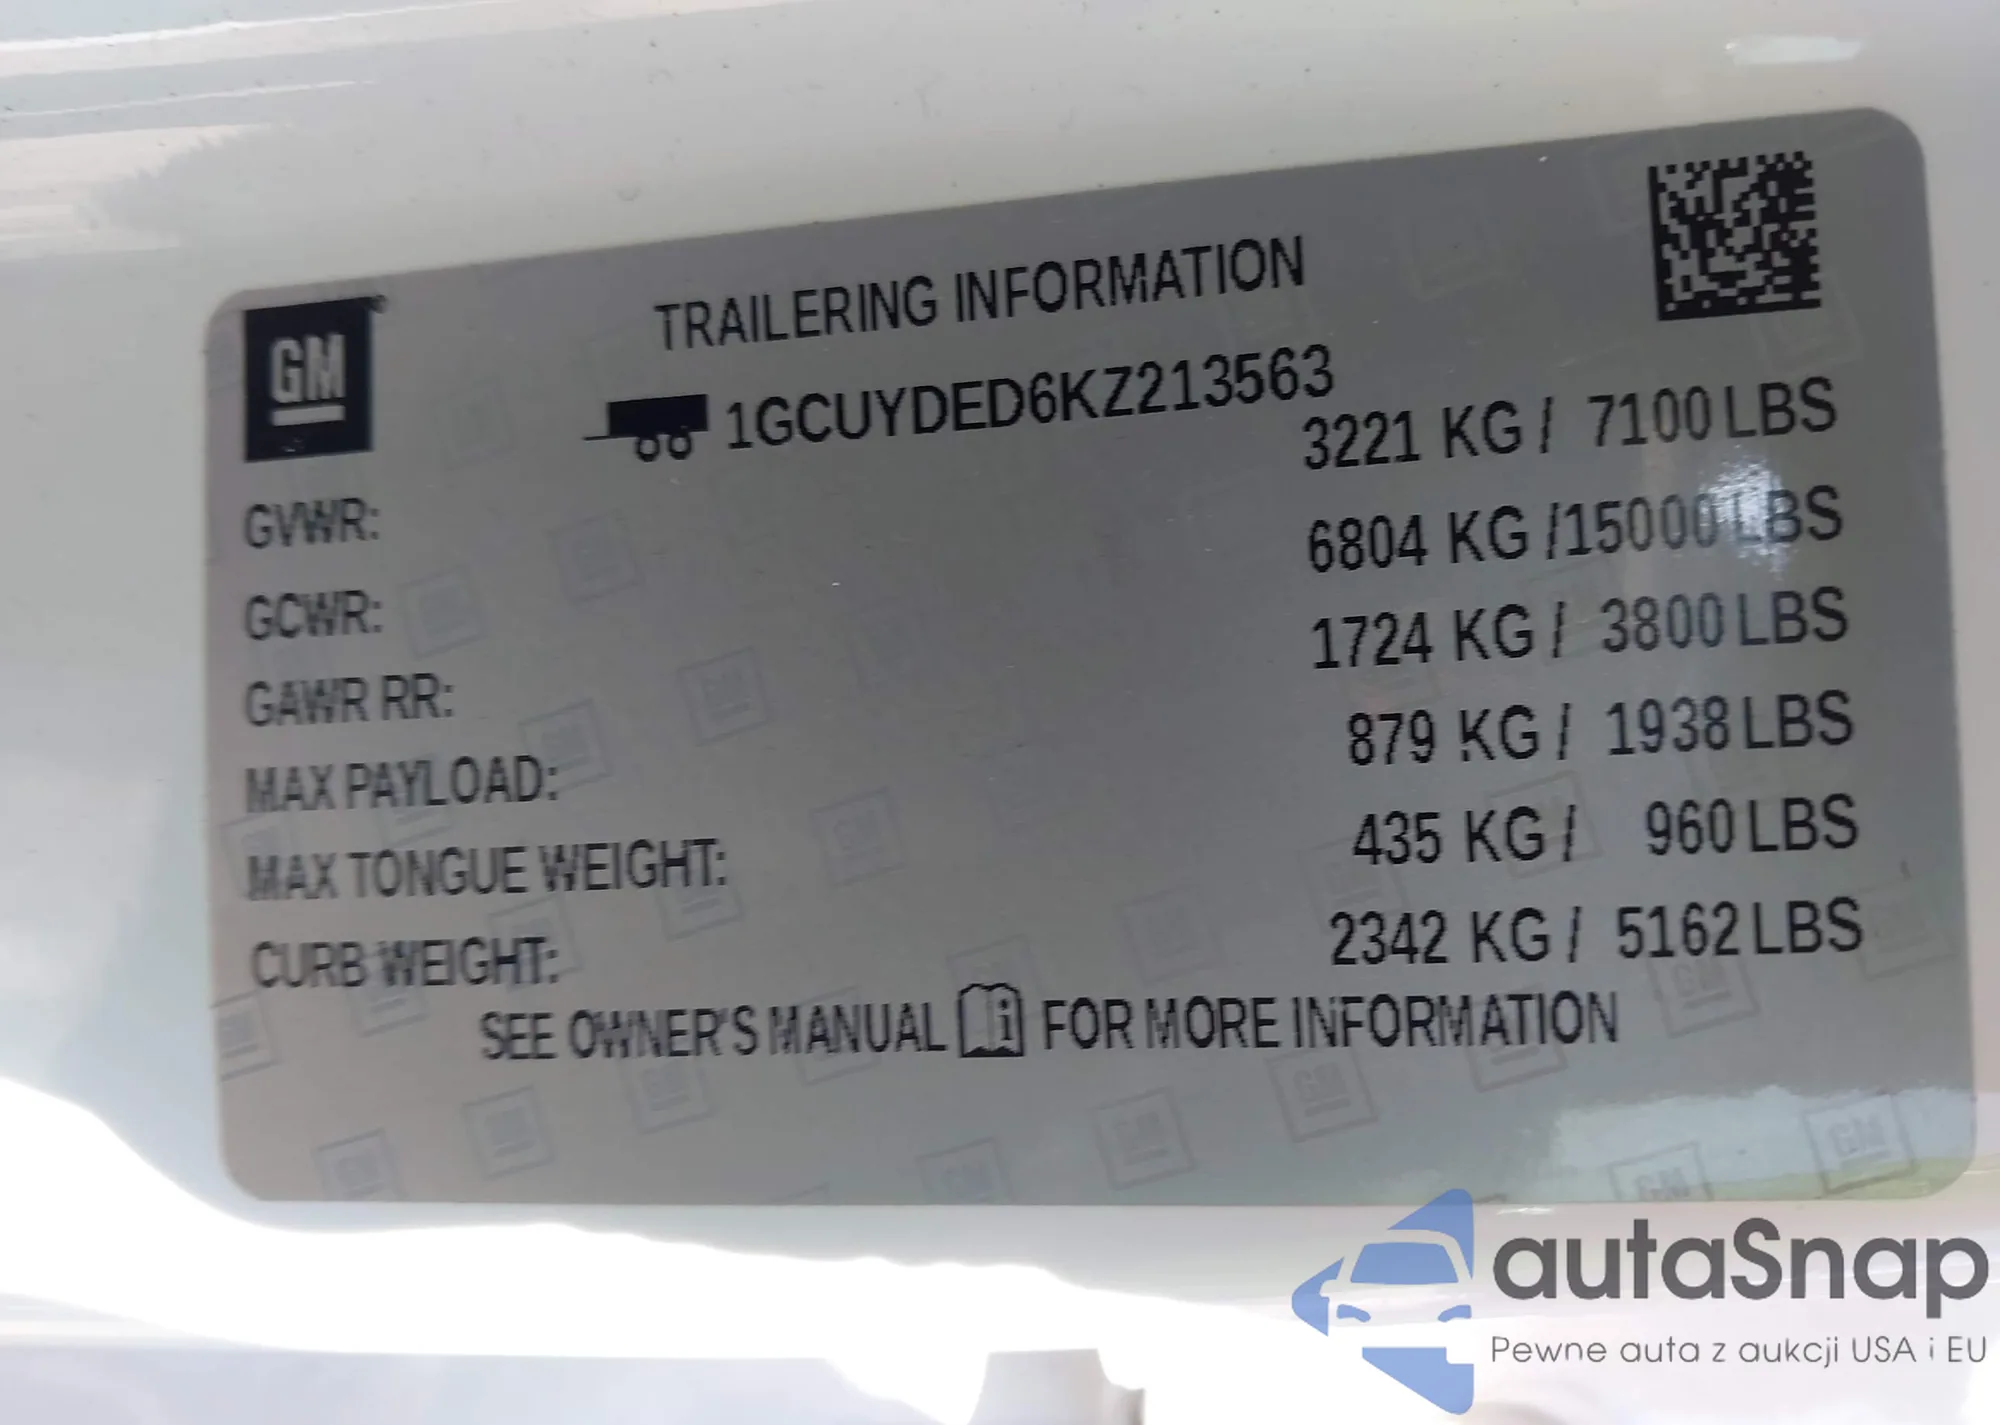 GM
TRAILERING INFORMATION
1GCUYDED6KZ213563
GVWR: 3221 KG / 7100 LBS
GCWR: 6804 KG /15000 LBS
GAWR RR: 1724 KG / 3800 LBS
MAX PAYLOAD: 879 KG / 1938 LBS
MAX TONGUE WEIGHT: 435 KG / 960 LBS
CURB WEIGHT: 2342 KG / 5162 LBS
SEE OWNER'S MANUAL i FOR MORE INFORMATION
autaSnap
Pewne auta z aukcji USA i EU